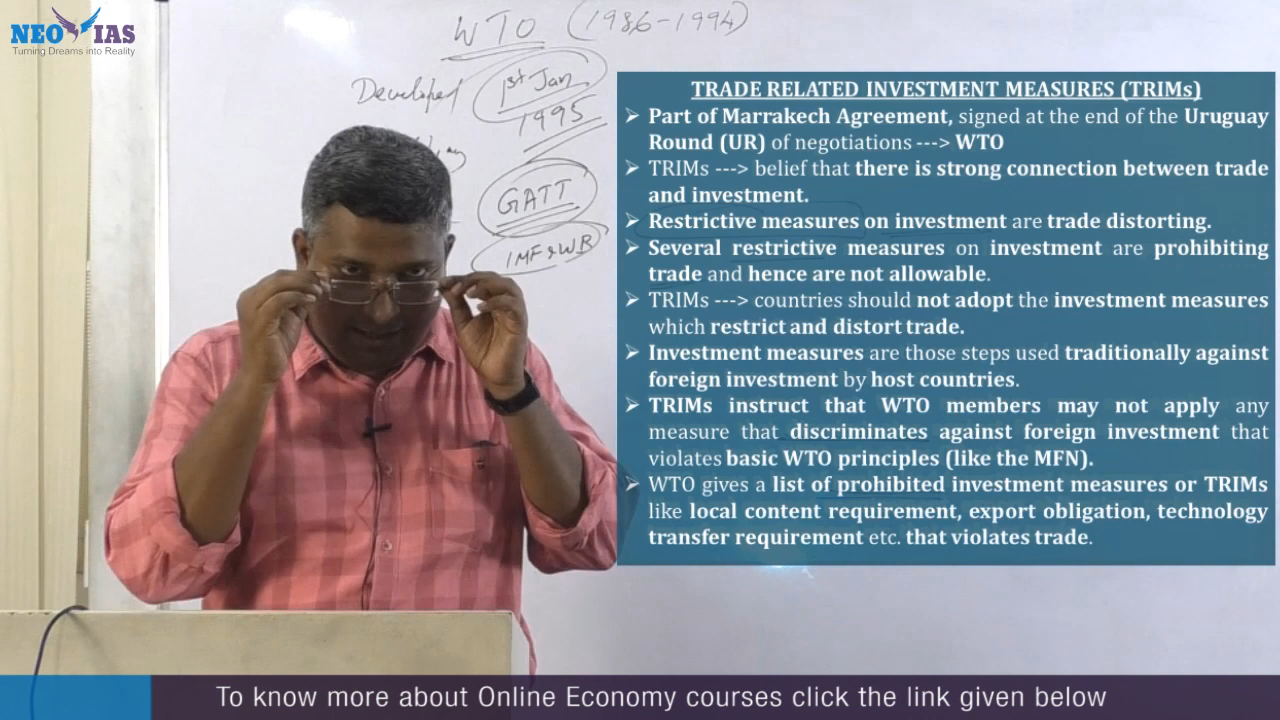 NEO IAS
Turning Dreams into Reality
WTO (1986-1994)
Developed
1st Jan
1995
GATT
IMF & WB
TRADE RELATED INVESTMENT MEASURES (TRIMs)
➢ Part of Marrakech Agreement, signed at the end of the Uruguay
Round (UR) of negotiations ---> WTO
➢ TRIMs ---> belief that there is strong connection between trade
and investment.
➢ Restrictive measures on investment are trade distorting.
➢ Several restrictive measures on investment are prohibiting
trade and hence are not allowable.
➢ TRIMs ---> countries should not adopt the investment measures
which restrict and distort trade.
➢ Investment measures are those steps used traditionally against
foreign investment by host countries.
➢ TRIMs instruct that WTO members may not apply any
measure that discriminates against foreign investment that
violates basic WTO principles (like the MFN).
➢ WTO gives a list of prohibited investment measures or TRIMs
like local content requirement, export obligation, technology
transfer requirement etc. that violates trade.
To know more about Online Economy courses click the link given below